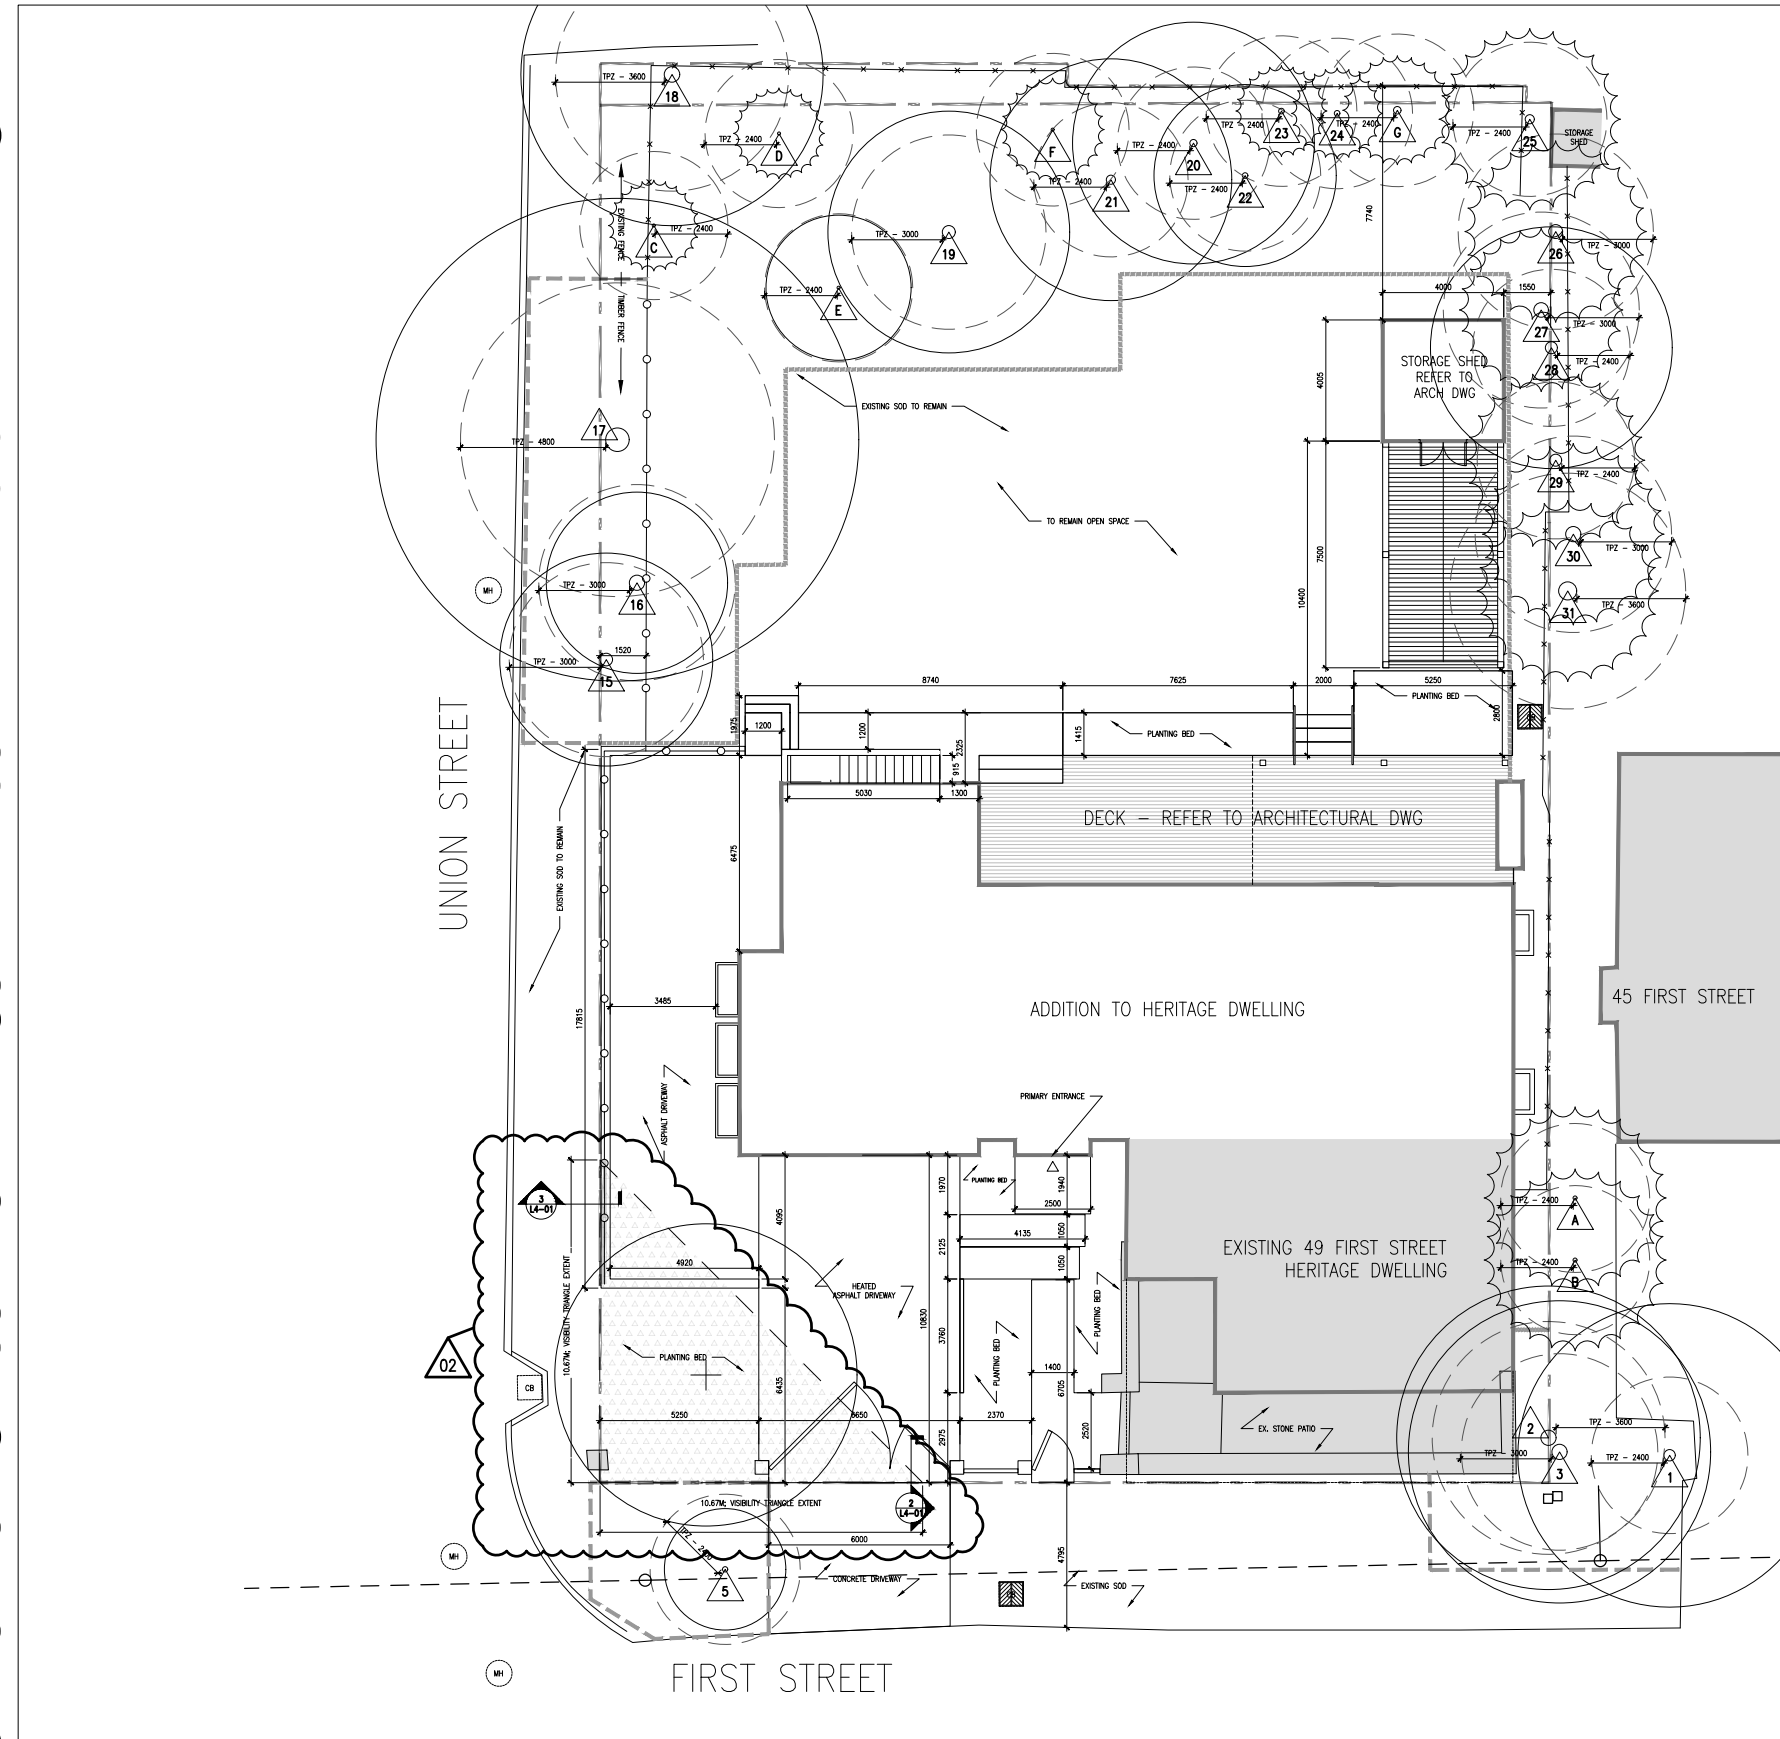 TPZ - 3600
18
TPZ - 2400
D
TPZ - 2400
C
EXISTING FENCE
TIMBER FENCE
TPZ - 2400
E
TPZ - 3000
19
F
TPZ - 2400
21
TPZ - 2400
20
TPZ - 2400
22
TPZ - 2400
23
TPZ - 2400
24
G
TPZ - 2400
25
STORAGE
SHED
7740
TPZ - 3000
26
4000
1550
TPZ - 3000
27
TPZ - 2400
28
STORAGE SHED
REFER TO
ARCH DWG
4005
EXISTING SOD TO REMAIN
TPZ - 4800
17
TPZ - 2400
29
TO REMAIN OPEN SPACE
7500
10400
TPZ - 3000
30
TPZ - 3600
31
MH
TPZ - 3000
16
1520
TPZ - 3000
15
8740
7625
2000
5250
PLANTING BED
2800
1975
1200
1200
2325
1415
PLANTING BED
915
5030
1300
CB
UNION STREET
EXISTING SOD TO REMAIN
6475
DECK - REFER TO ARCHITECTURAL DWG
3485
17815
ADDITION TO HERITAGE DWELLING
45 FIRST STREET
ASPHALT DRIVEWAY
PRIMARY ENTRANCE
3
L4-01
PLANTING BED
1970
1940
2500
4095
4135
1050
2125
1050
4920
TPZ - 2400
A
TPZ - 2400
B
EXISTING 49 FIRST STREET
HERITAGE DWELLING
HEATED
ASPHALT DRIVEWAY
10.67M; VISIBILITY TRIANGLE EXTENT
10830
3760
PLANTING BED
PLANTING BED
02
PLANTING BED
CB
6435
1400
6705
5250
6650
2370
2975
2520
EX. STONE PATIO
2
TPZ - 3600
TPZ - 3000
3
TPZ - 2400
1
10.67M; VISIBILITY TRIANGLE EXTENT
2
L4-01
6000
4795
MH
TPZ - 2400
5
CONCRETE DRIVEWAY
CB
EXISTING SOD
MH
FIRST STREET